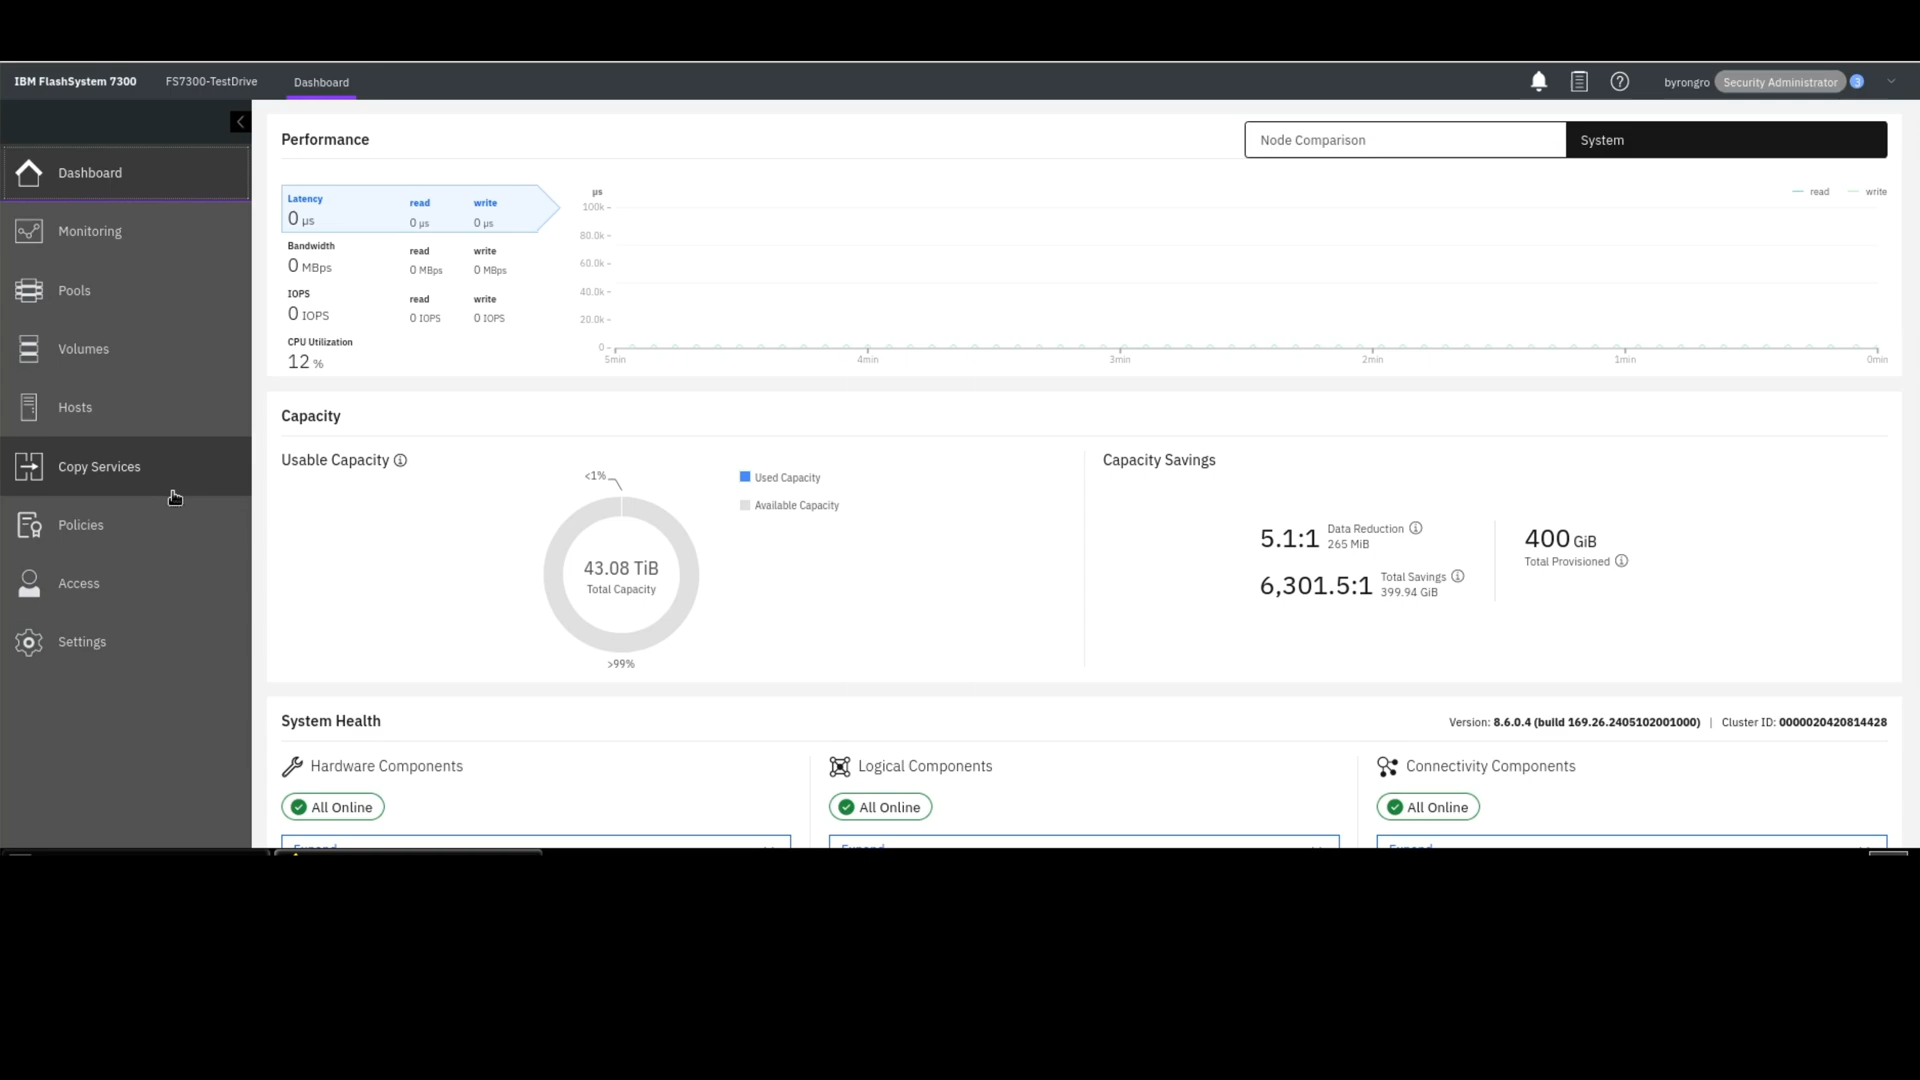 IBM FlashSystem 7300 FS7300-TestDrive Dashboard byrongro Security Administrator 3
Dashboard
Monitoring
Pools
Volumes
Hosts
Copy Services
Policies
Access
Settings
Performance Node Comparison System
Latency read write
0 µs 0 µs 0 µs
Bandwidth read write
0 MBps 0 MBps 0 MBps
IOPS read write
0 IOPS 0 IOPS 0 IOPS
CPU Utilization
12 %
µs read write
100k
80.0k
60.0k
40.0k
20.0k
0
5min 4min 3min 2min 1min 0min
Capacity
Usable Capacity
<1%
43.08 TiB
Total Capacity
>99%
Used Capacity
Available Capacity
Capacity Savings
5.1:1 Data Reduction
265 MiB
6,301.5:1 Total Savings
399.94 GiB
400 GiB
Total Provisioned
System Health Version: 8.6.0.4 (build 169.26.2405102001000) | Cluster ID: 0000020420814428
Hardware Components Logical Components Connectivity Components
All Online All Online All Online
Expand Expand Expand